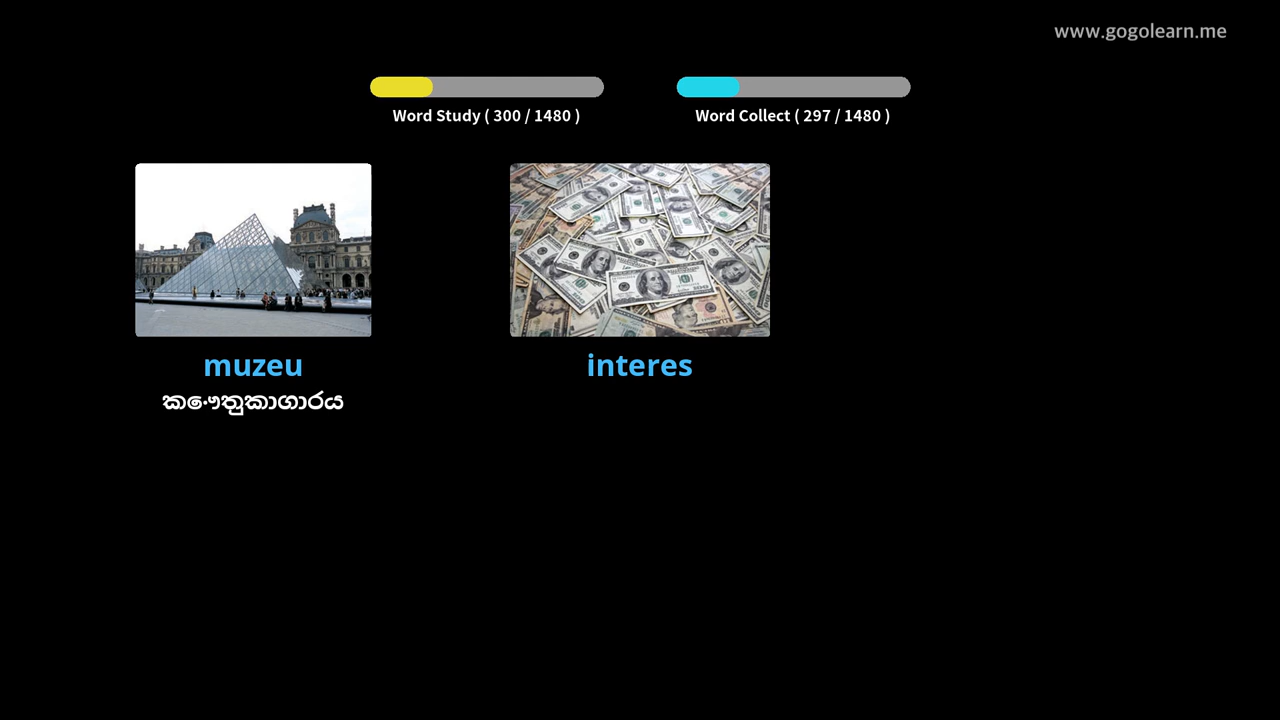 www.gogolearn.me
Word Study ( 300 / 1480 )
Word Collect ( 297 / 1480 )
muzeu
කෞතුකාගාරය
interes